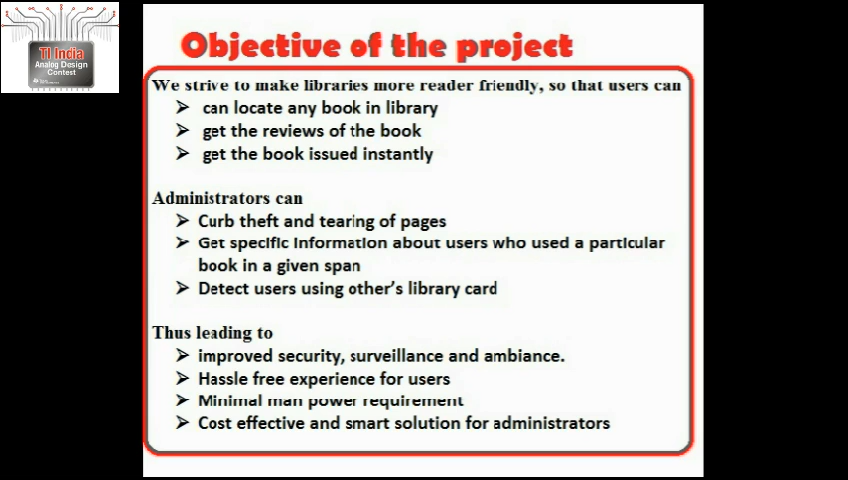 TI India
Analog Design
Contest
Objective of the project
We strive to make libraries more reader friendly, so that users can
➢ can locate any book in library
➢ get the reviews of the book
➢ get the book issued instantly
Administrators can
➢ Curb theft and tearing of pages
➢ Get specific information about users who used a particular
book in a given span
➢ Detect users using other's library card
Thus leading to
➢ improved security, surveillance and ambiance.
➢ Hassle free experience for users
➢ Minimal man power requirement
➢ Cost effective and smart solution for administrators